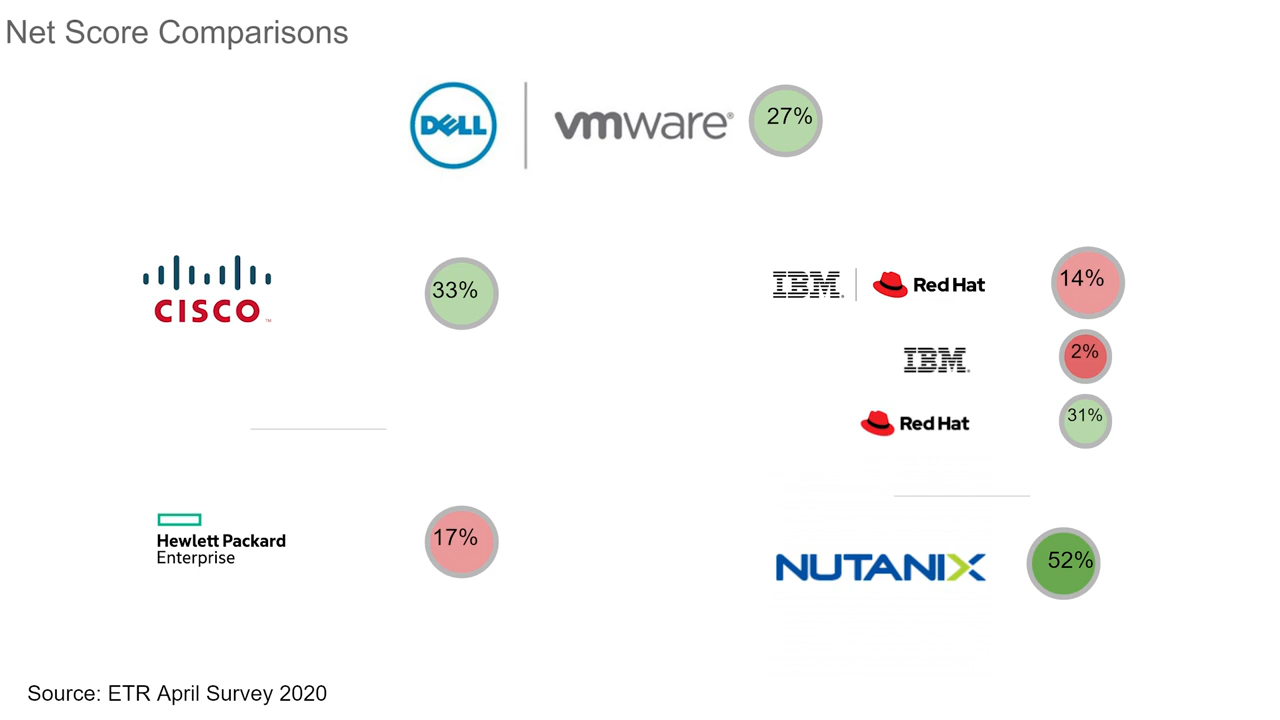 Net Score Comparisons
DELL
vmware®
27%
CISCO™
33%
IBM®
Red Hat
14%
IBM®
2%
Red Hat
31%
Hewlett Packard
Enterprise
17%
NUTANIX
52%
Source: ETR April Survey 2020